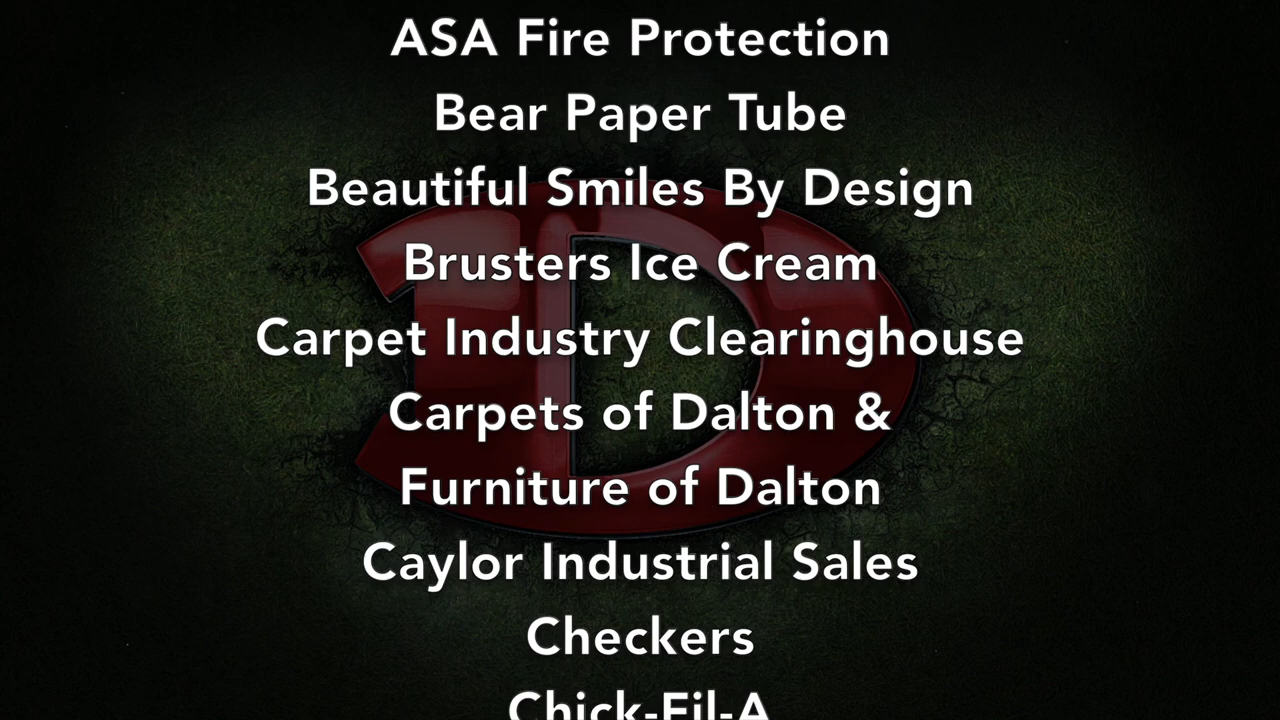 ASA Fire Protection
Bear Paper Tube
Beautiful Smiles By Design
Brusters Ice Cream
Carpet Industry Clearinghouse
Carpets of Dalton &
Furniture of Dalton
Caylor Industrial Sales
Checkers
Chick-Fil-A
D